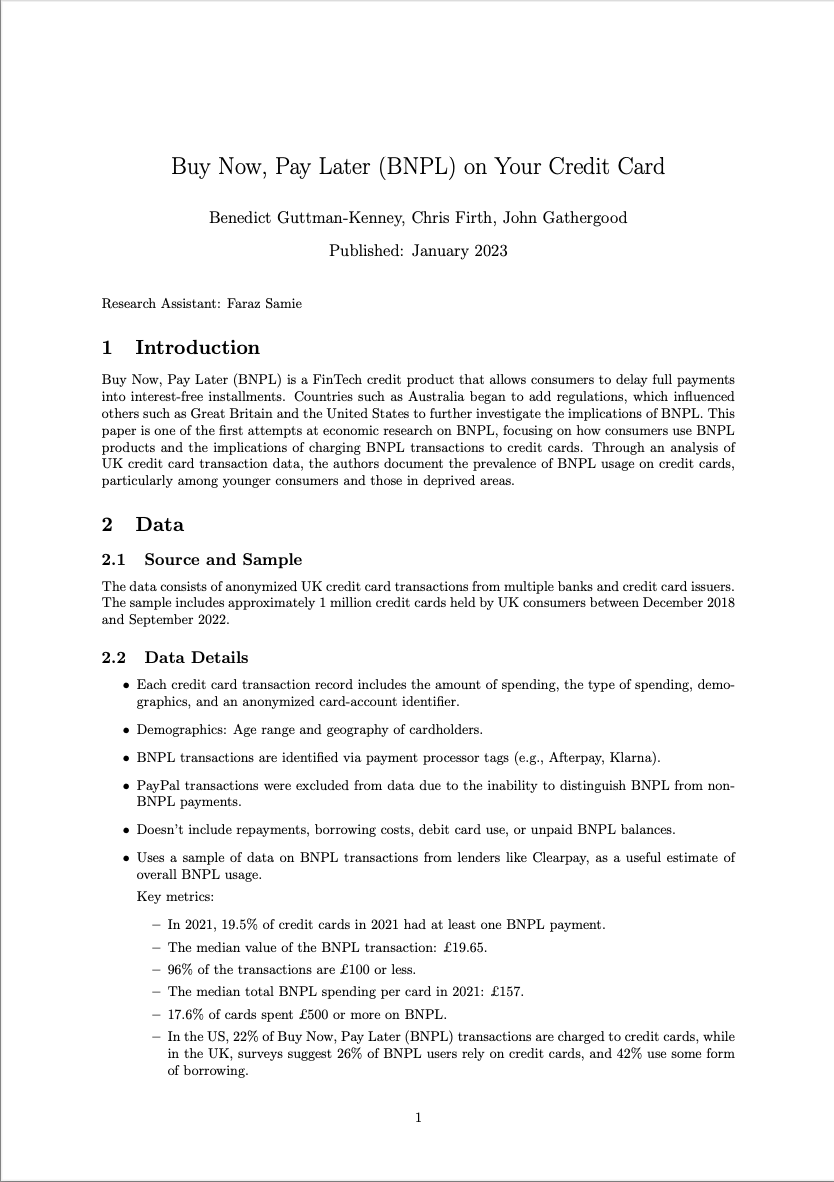 Buy Now, Pay Later (BNPL) on Your Credit Card
Benedict Guttman-Kenney, Chris Firth, John Gathergood
Published: January 2023
Research Assistant: Faraz Samie
1 Introduction
Buy Now, Pay Later (BNPL) is a FinTech credit product that allows consumers to delay full payments
into interest-free installments. Countries such as Australia began to add regulations, which influenced
others such as Great Britain and the United States to further investigate the implications of BNPL. This
paper is one of the first attempts at economic research on BNPL, focusing on how consumers use BNPL
products and the implications of charging BNPL transactions to credit cards. Through an analysis of
UK credit card transaction data, the authors document the prevalence of BNPL usage on credit cards,
particularly among younger consumers and those in deprived areas.
2 Data
2.1 Source and Sample
The data consists of anonymized UK credit card transactions from multiple banks and credit card issuers.
The sample includes approximately 1 million credit cards held by UK consumers between December 2018
and September 2022.
2.2 Data Details
• Each credit card transaction record includes the amount of spending, the type of spending, demo-
graphics, and an anonymized card-account identifier.
• Demographics: Age range and geography of cardholders.
• BNPL transactions are identified via payment processor tags (e.g., Afterpay, Klarna).
• PayPal transactions were excluded from data due to the inability to distinguish BNPL from non-
BNPL payments.
• Doesn't include repayments, borrowing costs, debit card use, or unpaid BNPL balances.
• Uses a sample of data on BNPL transactions from lenders like Clearpay, as a useful estimate of
overall BNPL usage.
Key metrics:
– In 2021, 19.5% of credit cards in 2021 had at least one BNPL payment.
– The median value of the BNPL transaction: £19.65.
– 96% of the transactions are £100 or less.
– The median total BNPL spending per card in 2021: £157.
– 17.6% of cards spent £500 or more on BNPL.
– In the US, 22% of Buy Now, Pay Later (BNPL) transactions are charged to credit cards, while
in the UK, surveys suggest 26% of BNPL users rely on credit cards, and 42% use some form
of borrowing.
1